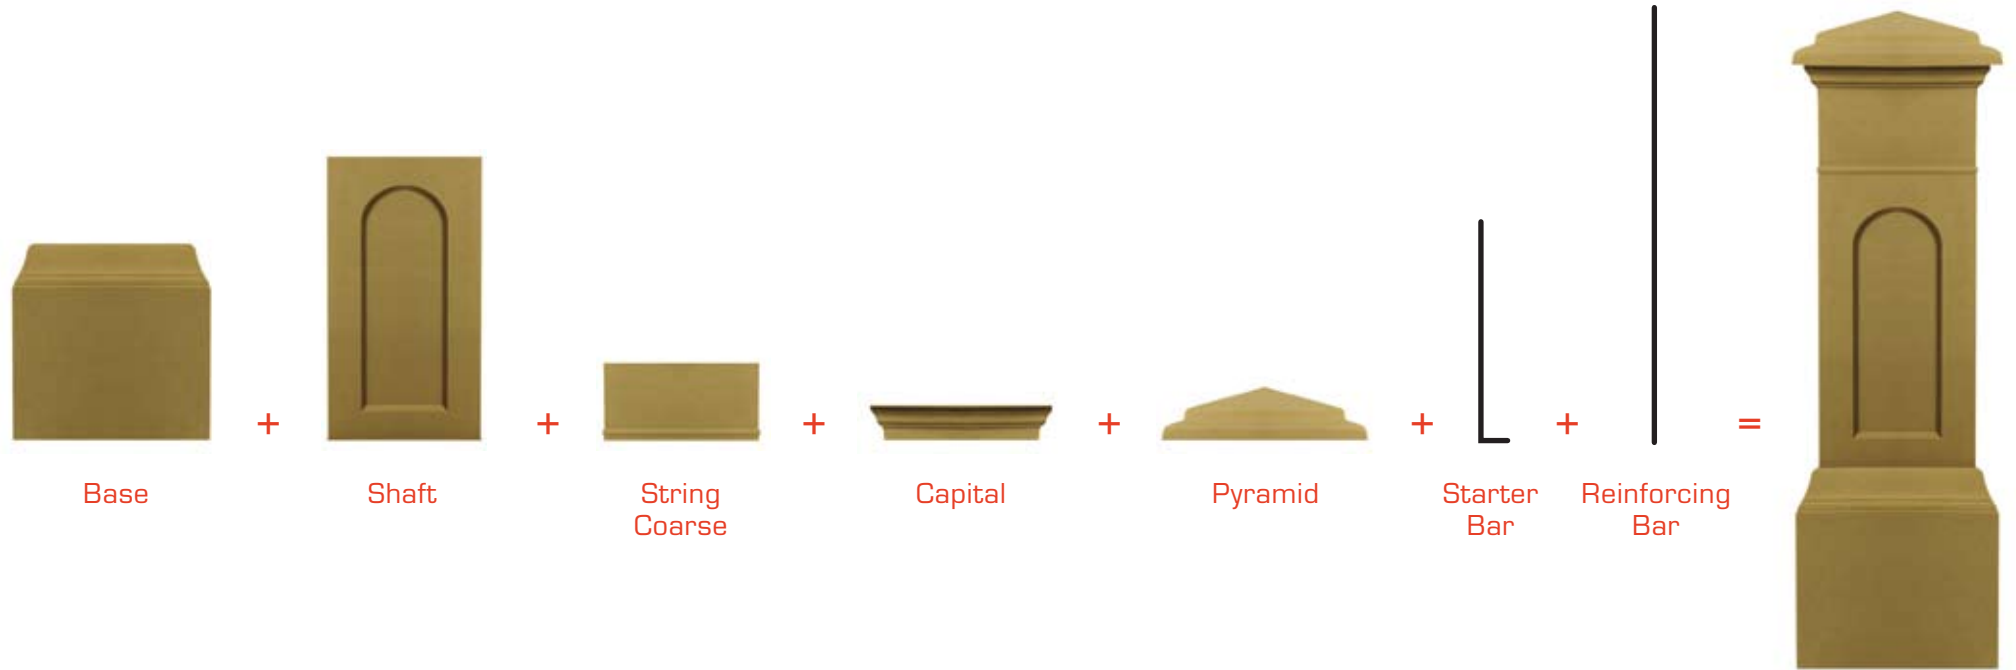 + + + + + + =
Base Shaft String Capital Pyramid Starter Reinforcing
Coarse Bar Bar